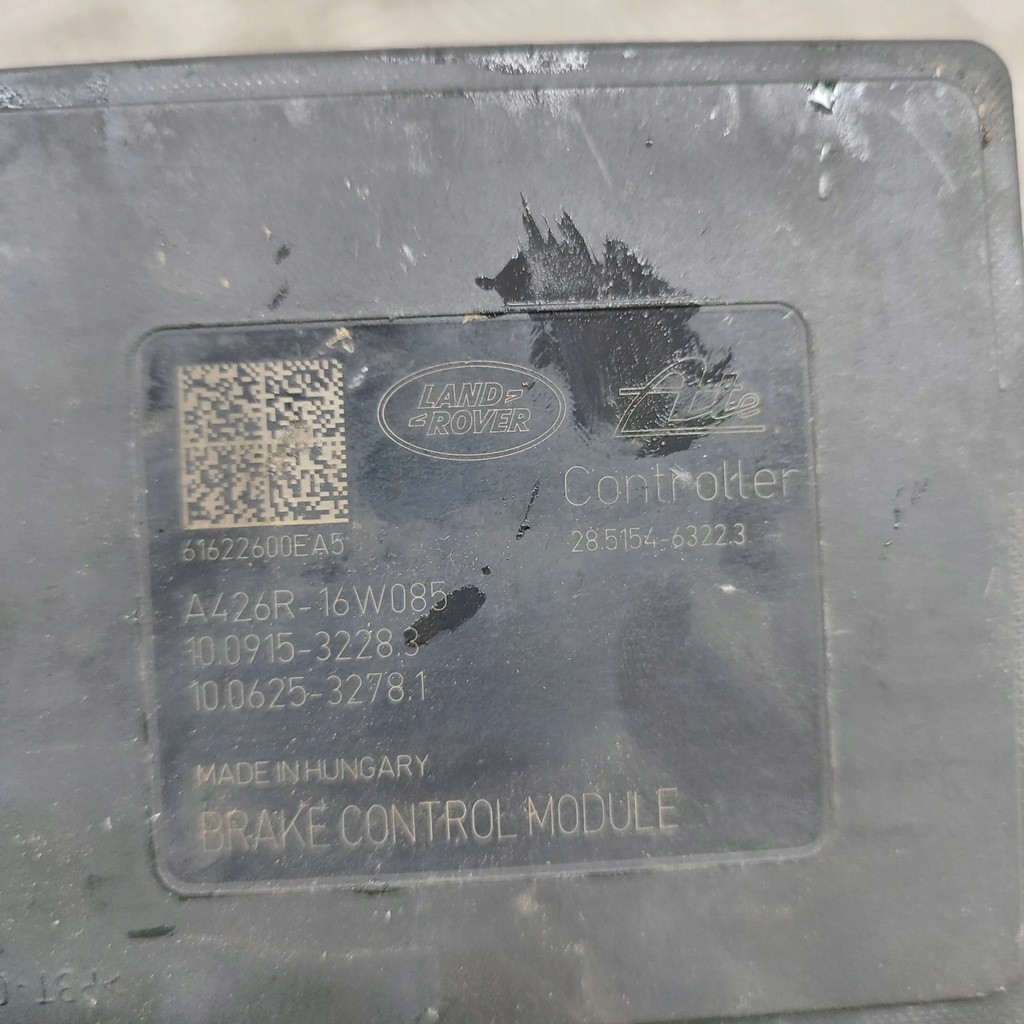 LAND-
-ROVER
Ate
Controller
28.5154-6322.3
61622600EA5
A426R-16W085
10.0915-3228.3
10.0625-3278.1
MADE IN HUNGARY
BRAKE CONTROL MODULE